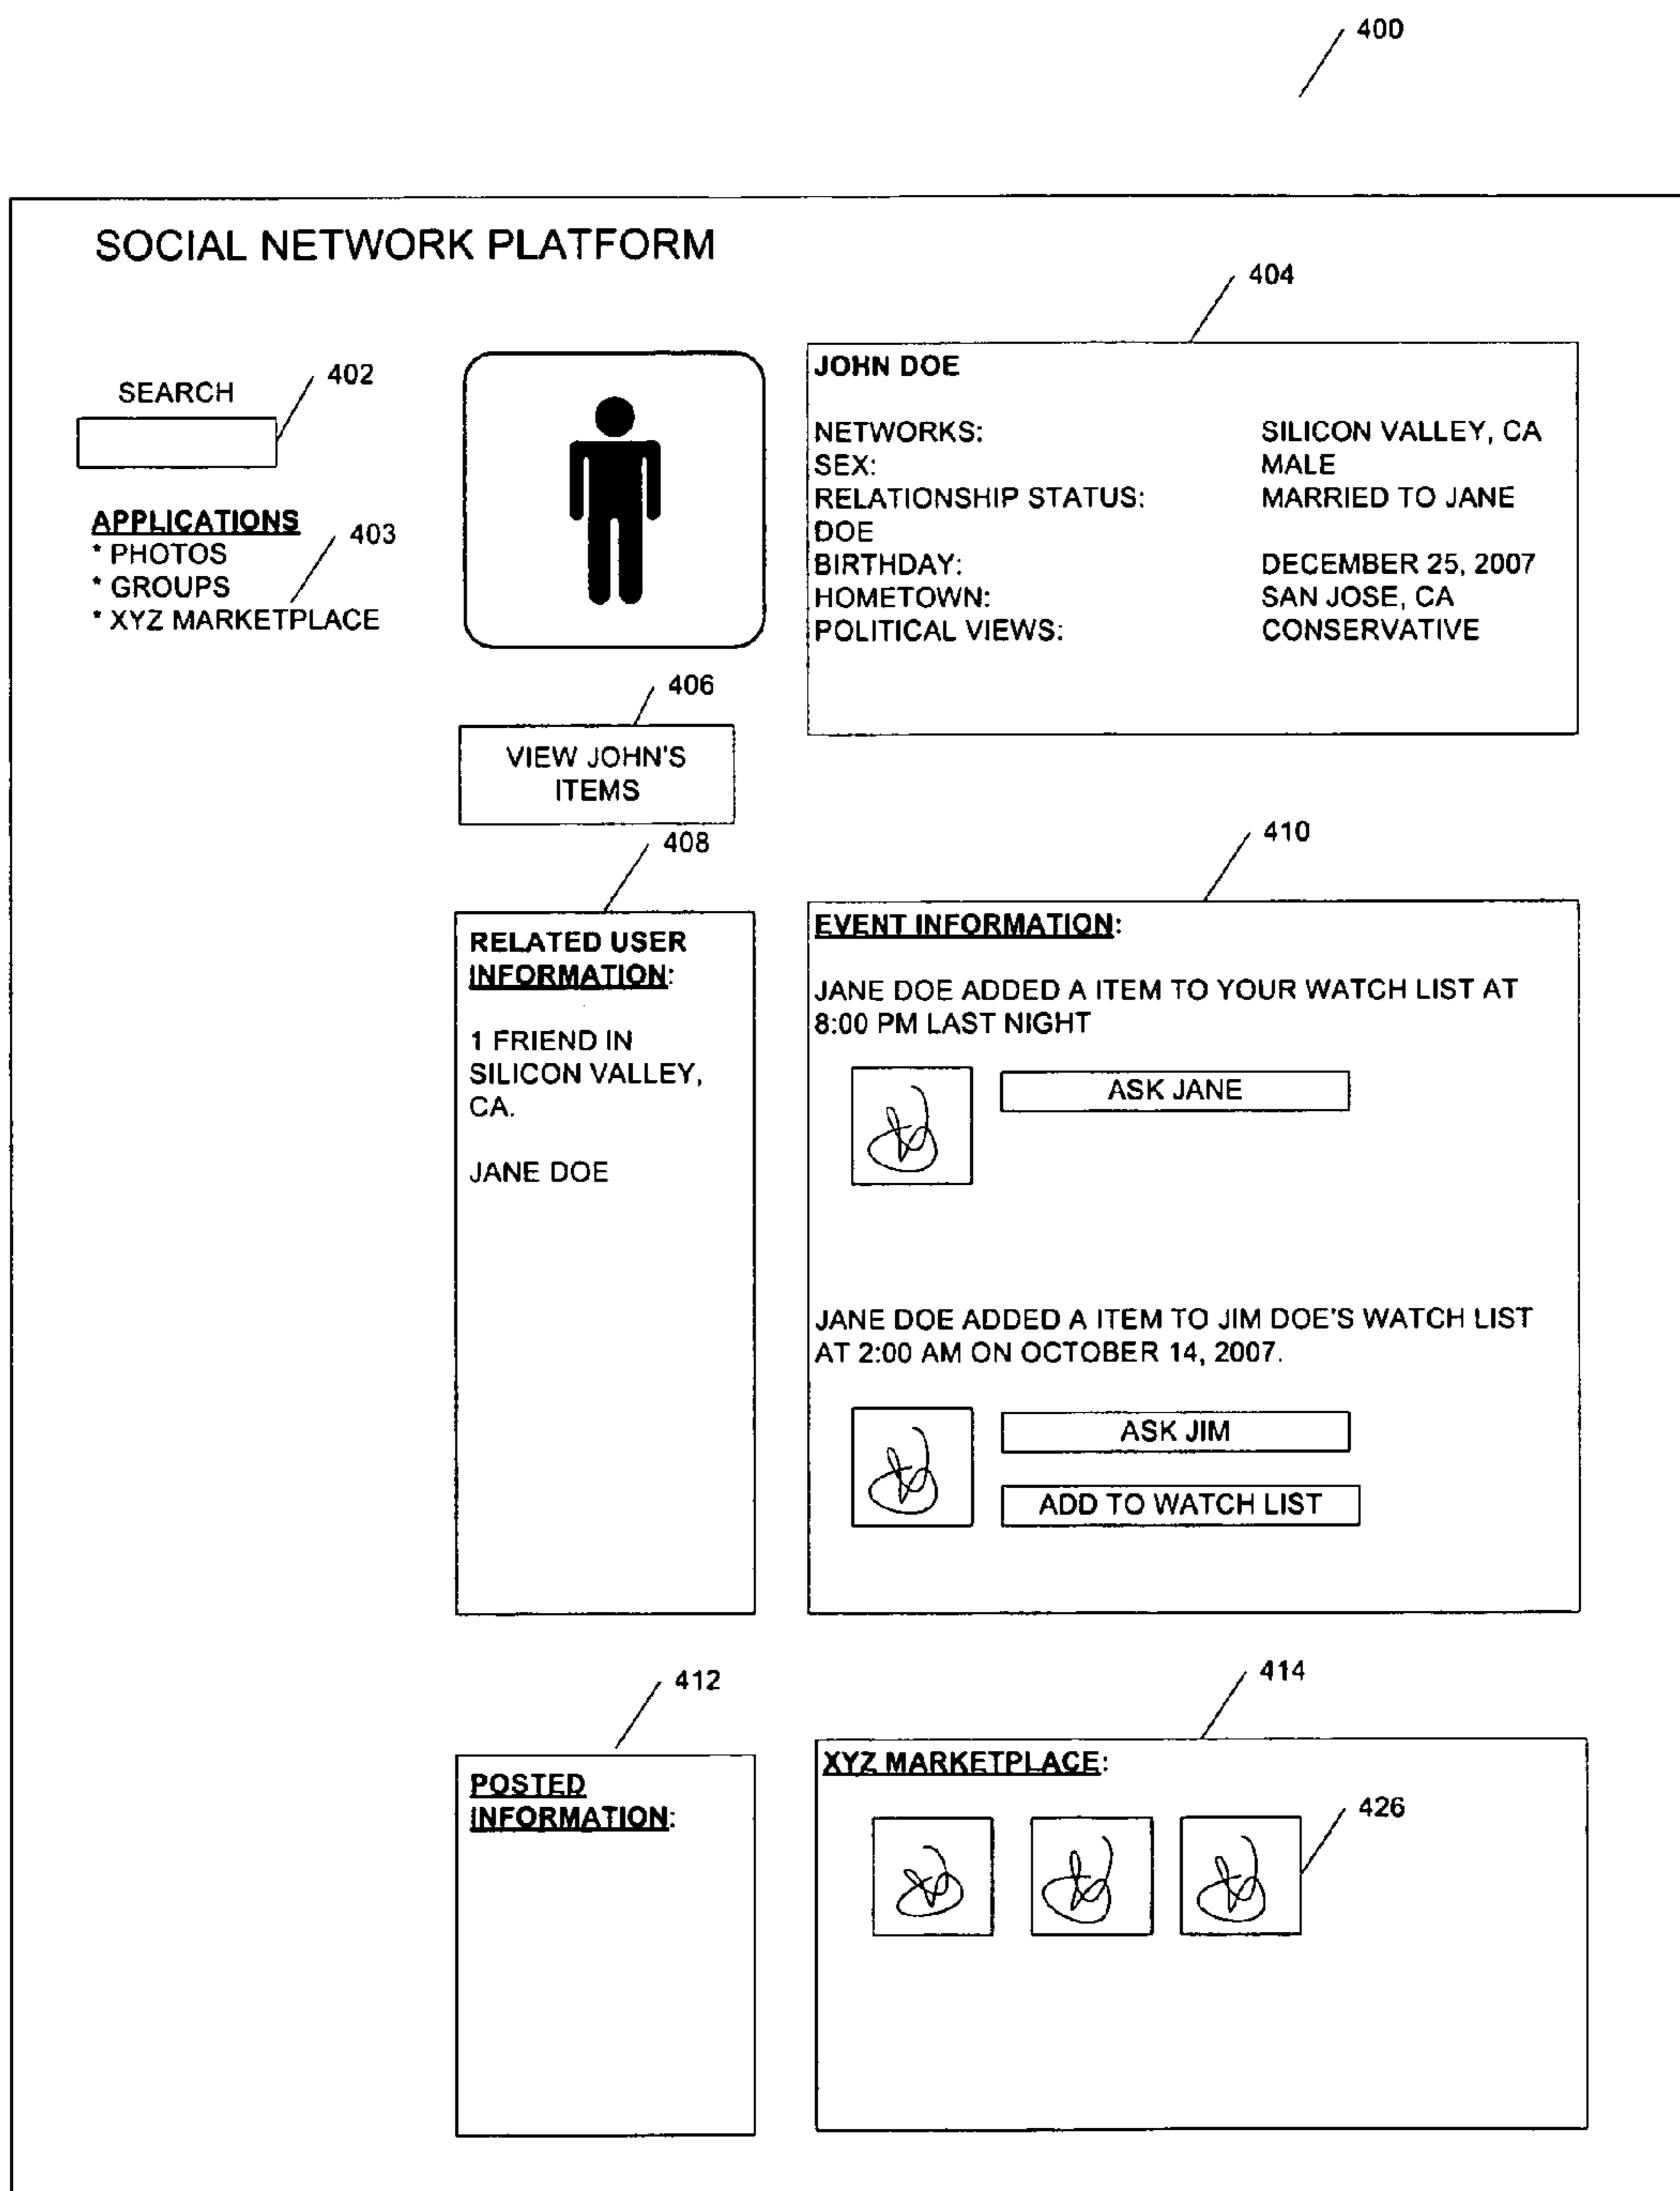 400
SOCIAL NETWORK PLATFORM
404
402
SEARCH
403
APPLICATIONS
* PHOTOS
* GROUPS
* XYZ MARKETPLACE
JOHN DOE
NETWORKS: SILICON VALLEY, CA
SEX: MALE
RELATIONSHIP STATUS: MARRIED TO JANE
DOE
BIRTHDAY: DECEMBER 25, 2007
HOMETOWN: SAN JOSE, CA
POLITICAL VIEWS: CONSERVATIVE
406
VIEW JOHN'S
ITEMS
408
RELATED USER
INFORMATION:
1 FRIEND IN
SILICON VALLEY,
CA.
JANE DOE
410
EVENT INFORMATION:
JANE DOE ADDED A ITEM TO YOUR WATCH LIST AT
8:00 PM LAST NIGHT
ASK JANE
JANE DOE ADDED A ITEM TO JIM DOE'S WATCH LIST
AT 2:00 AM ON OCTOBER 14, 2007.
ASK JIM
ADD TO WATCH LIST
412
POSTED
INFORMATION:
414
XYZ MARKETPLACE:
426